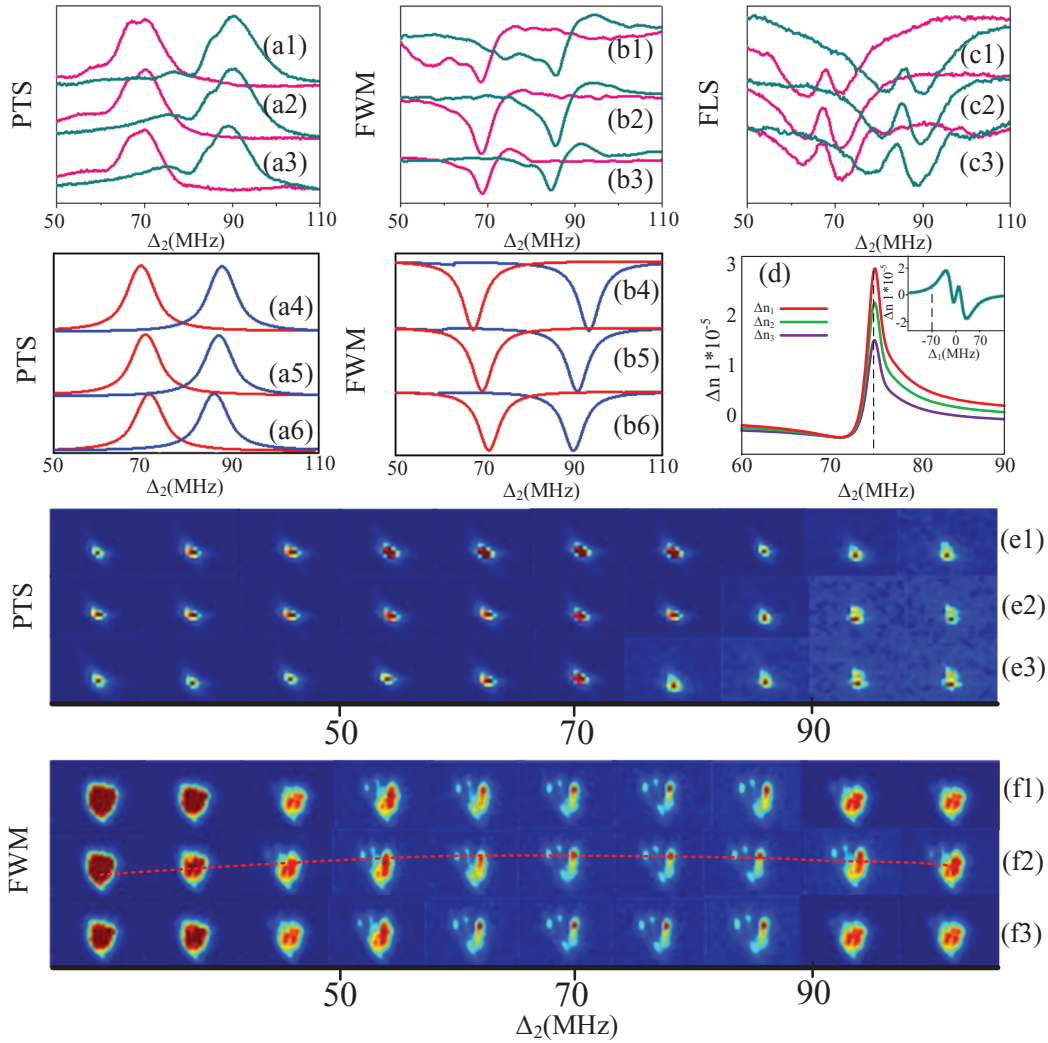 PTS
(a1)
(a2)
(a3)
50 70 90 110
Δ₂(MHz)
FWM
(b1)
(b2)
(b3)
50 70 90 110
Δ₂(MHz)
FLS
(c1)
(c2)
(c3)
50 70 90 110
Δ₂(MHz)
PTS
(a4)
(a5)
(a6)
50 70 90 110
Δ₂(MHz)
FWM
(b4)
(b5)
(b6)
50 70 90 110
Δ₂(MHz)
(d)
Δn 1*10⁻⁵
3
2
1
0
Δn₁
Δn₂
Δn₃
60 70 80 90
Δ₂(MHz)
Δn 1*10⁻⁵
2
0
-2
-70 0 70
Δ₁(MHz)
PTS
(e1)
(e2)
(e3)
50 70 90
FWM
(f1)
(f2)
(f3)
50 70 90
Δ₂(MHz)